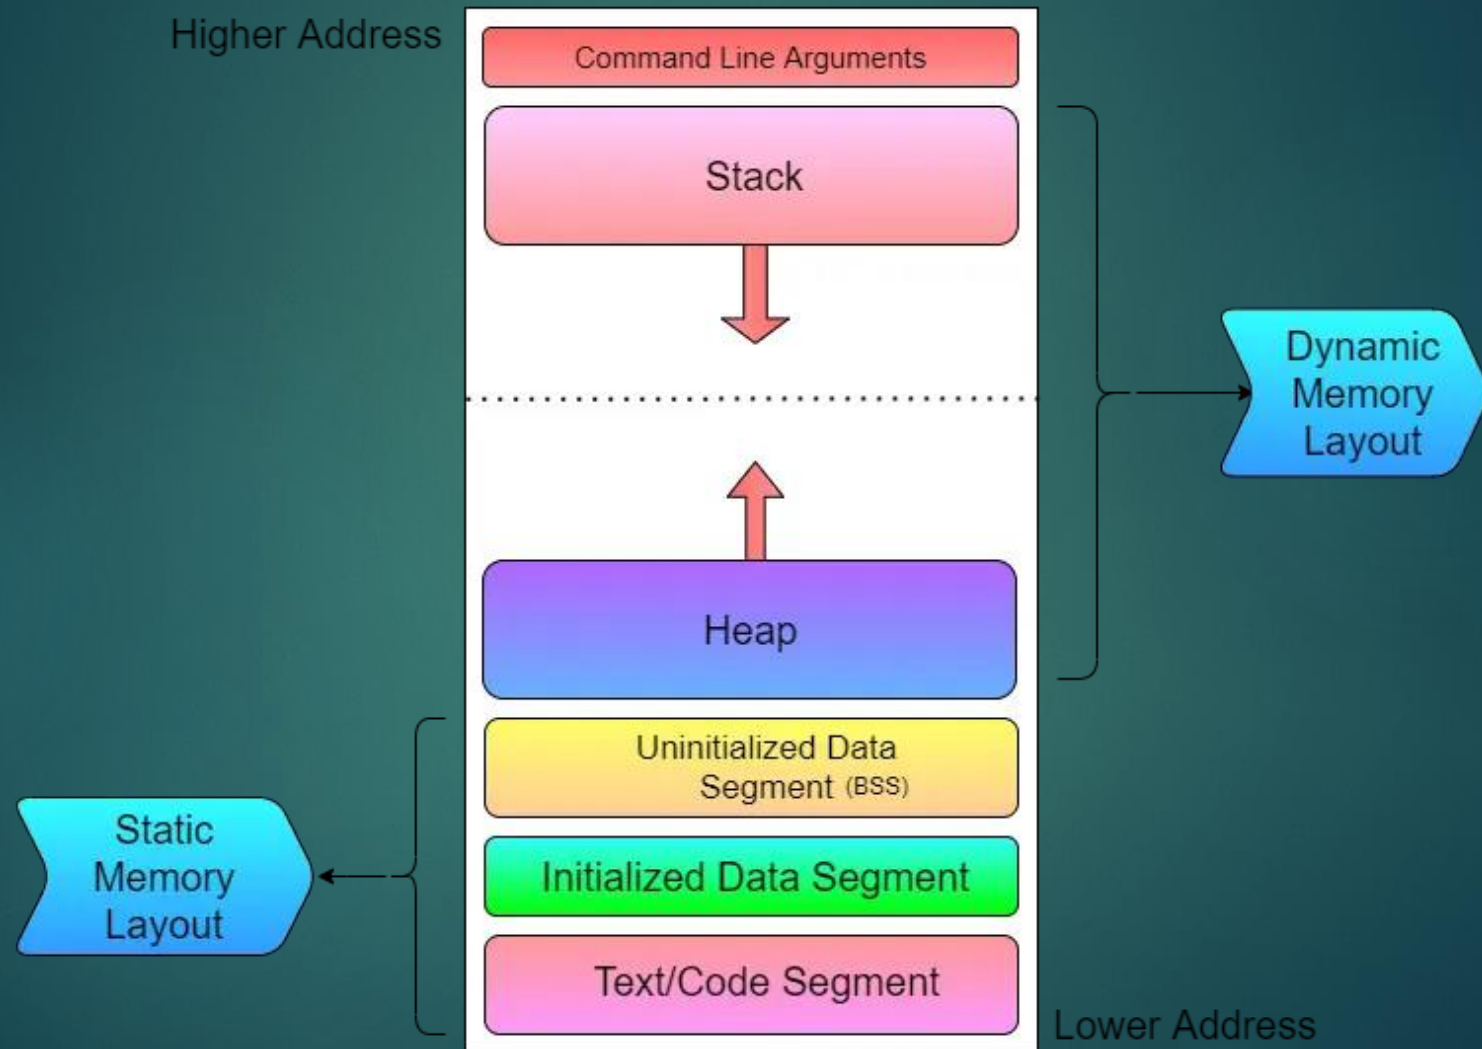 Higher Address
Command Line Arguments
Stack
Dynamic
Memory
Layout
Heap
Uninitialized Data
Segment (BSS)
Static
Memory
Layout
Initialized Data Segment
Text/Code Segment
Lower Address